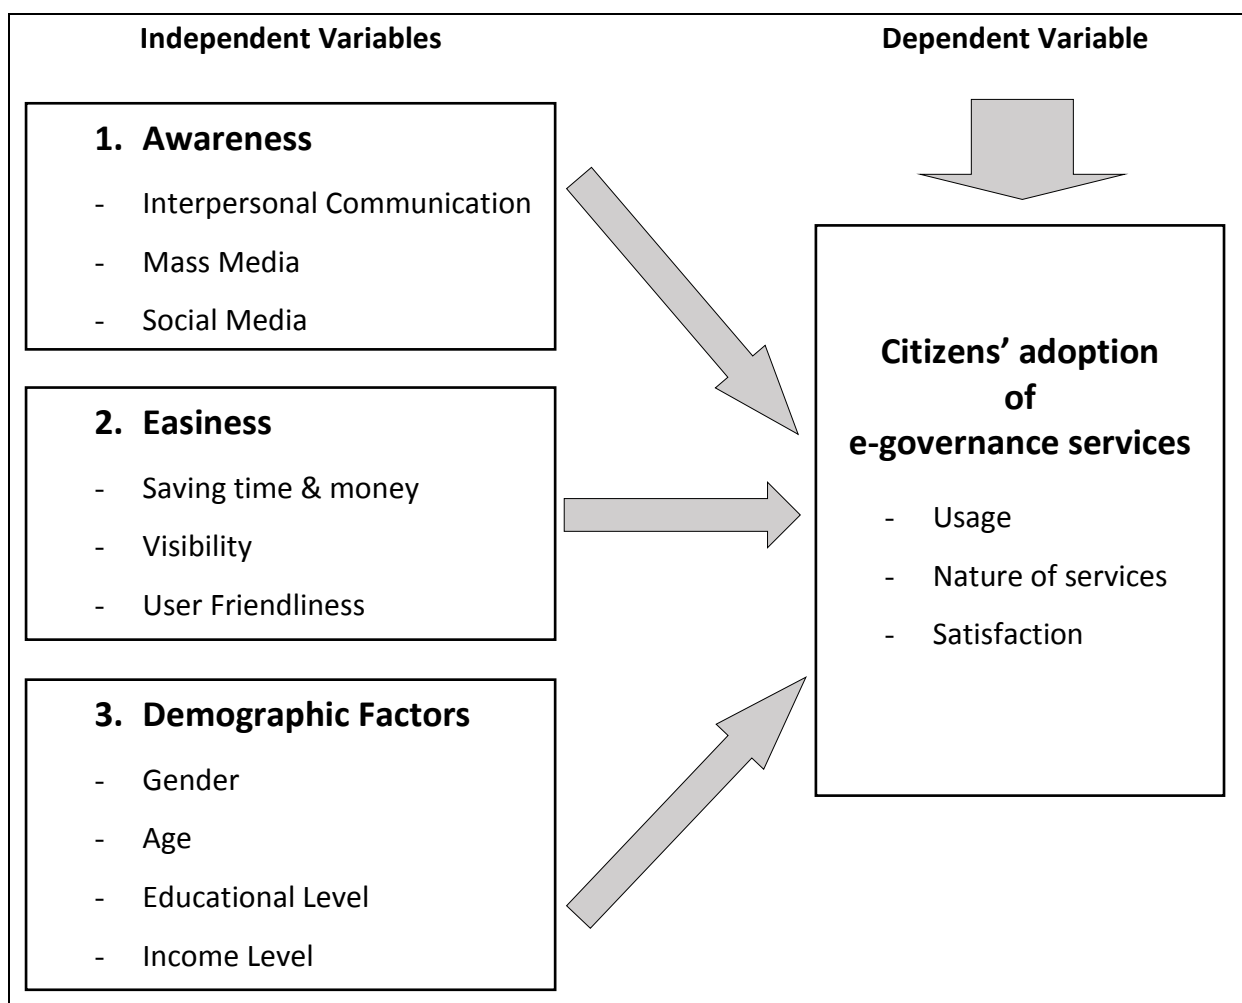 Independent Variables
1. Awareness
- Interpersonal Communication
- Mass Media
- Social Media
2. Easiness
- Saving time & money
- Visibility
- User Friendliness
3. Demographic Factors
- Gender
- Age
- Educational Level
- Income Level
Dependent Variable
Citizens’ adoption
of
e-governance services
- Usage
- Nature of services
- Satisfaction